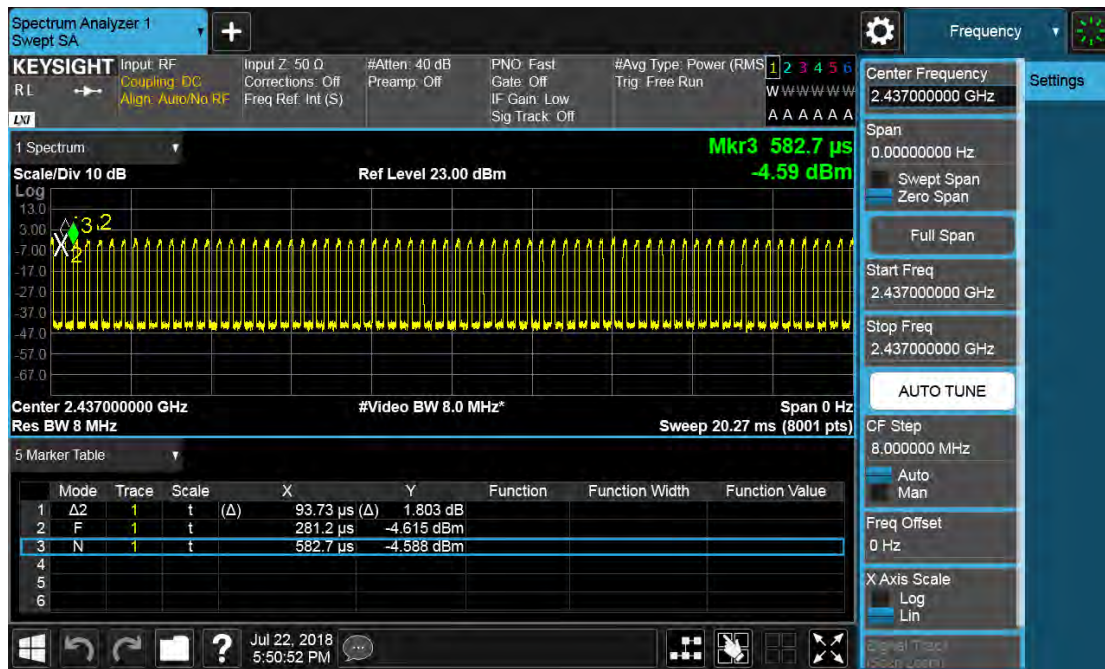 Spectrum Analyzer 1
Swept SA
+
Frequency
KEYSIGHT
RL
LXI
Input: RF
Coupling: DC
Align: Auto/No RF
Input Z: 50 Ω
Corrections: Off
Freq Ref: Int (S)
#Atten: 40 dB
Preamp: Off
PNO: Fast
Gate: Off
IF Gain: Low
Sig Track: Off
#Avg Type: Power (RMS
Trig: Free Run
1 2 3 4 5 6
W W W W W W
A A A A A A
Center Frequency
2.437000000 GHz
Settings
1 Spectrum
Mkr3 582.7 µs
Scale/Div 10 dB
Ref Level 23.00 dBm
-4.59 dBm
Span
0.00000000 Hz
Swept Span
Zero Span
Log
13.0
3.00
-7.00
-17.0
-27.0
-37.0
-47.0
-57.0
-67.0
Full Span
Start Freq
2.437000000 GHz
Stop Freq
2.437000000 GHz
AUTO TUNE
Center 2.437000000 GHz
#Video BW 8.0 MHz*
Span 0 Hz
Res BW 8 MHz
Sweep 20.27 ms (8001 pts)
CF Step
8.000000 MHz
Auto
Man
5 Marker Table
Mode Trace Scale X Y Function Function Width Function Value
1 Δ2 1 t (Δ) 93.73 µs (Δ) 1.803 dB
2 F 1 t 281.2 µs -4.615 dBm
3 N 1 t 582.7 µs -4.588 dBm
4
5
6
Freq Offset
0 Hz
X Axis Scale
Log
Lin
?
Jul 22, 2018
5:50:52 PM